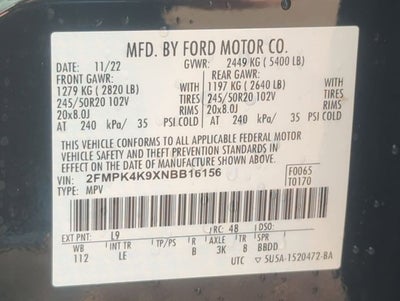 MFD. BY FORD MOTOR CO.
DATE: 11/22 GVWR: 2449 KG ( 5400 LB)
FRONT GAWR: REAR GAWR:
1279 KG ( 2820 LB) 1197 KG ( 2640 LB)
245/50R20 102V TIRES 245/50R20 102V TIRES
20x8.0J RIMS 20x8.0J RIMS
AT 240 kPa/ 35 PSI COLD AT 240 kPa/ 35 PSI COLD
THIS VEHICLE CONFORMS TO ALL APPLICABLE FEDERAL MOTOR
VEHICLE SAFETY AND THEFT PREVENTION STANDARDS IN
EFFECT ON THE DATE OF MANUFACTURE SHOWN ABOVE.
VIN: 2FMPK4K9XNBB16156 F0065
TYPE: MPV T0170
EXT PNT: L9 RC: 48 DSO:
WB INT TR TP/PS R AXLE TR SPR
112 LE B 3K B BBDD
UTC ▽5U5A-1520472-BA